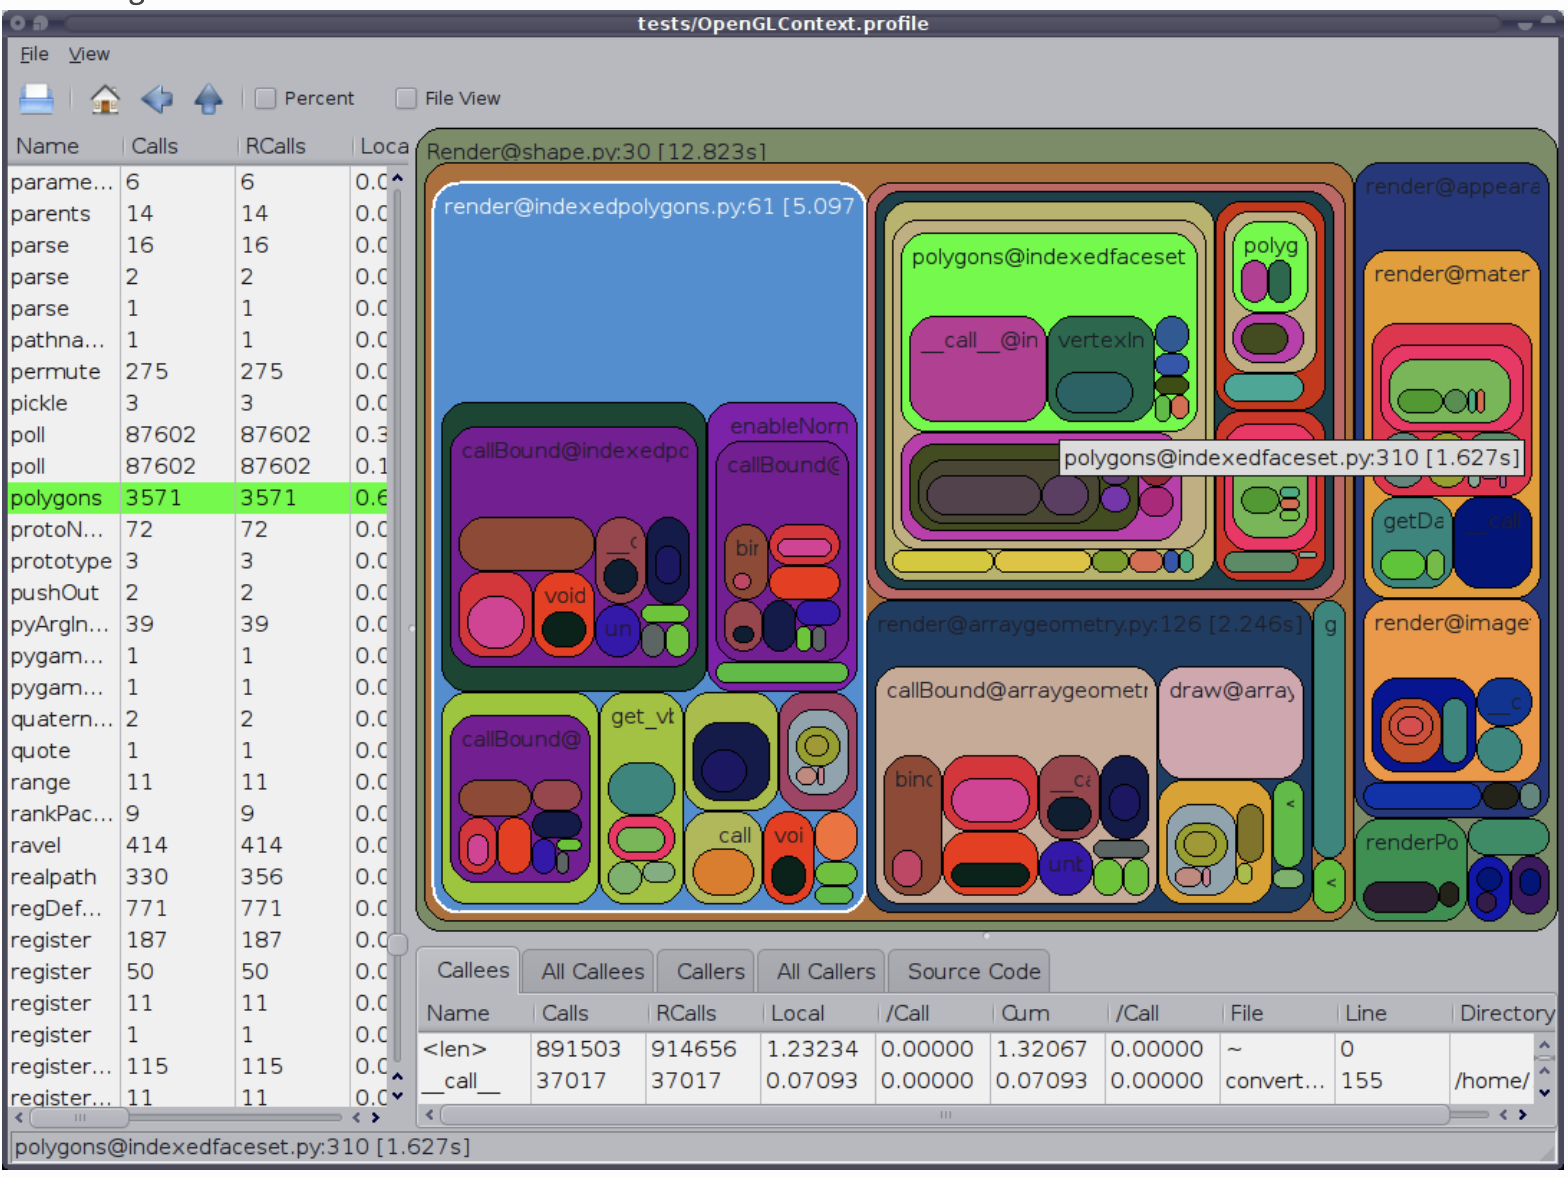 tests/OpenGLContext.profile
File View
Percent File View
Name Calls RCalls Loca
parame... 6 6 0.0
parents 14 14 0.0
parse 16 16 0.0
parse 2 2 0.0
parse 1 1 0.0
pathna... 1 1 0.0
permute 275 275 0.0
pickle 3 3 0.0
poll 87602 87602 0.3
poll 87602 87602 0.1
polygons 3571 3571 0.6
protoN... 72 72 0.0
prototype 3 3 0.0
pushOut 2 2 0.0
pyArgIn... 39 39 0.0
pygam... 1 1 0.0
pygam... 1 1 0.0
quatern... 2 2 0.0
quote 1 1 0.0
range 11 11 0.0
rankPac... 9 9 0.0
ravel 414 414 0.0
realpath 330 356 0.0
regDef... 771 771 0.0
register 187 187 0.0
register 50 50 0.0
register 11 11 0.0
register 1 1 0.0
register... 115 115 0.0
register... 11 11 0.0
Render@shape.py:30 [12.823s]
render@indexedpolygons.py:61 [5.097
callBound@indexedpo
__c
void
un
enableNorn
callBound@
bir
callBound@
get_vb
call
voi
polygons@indexedfaceset
__call__@in
vertexIn
polyg
polygons@indexedfaceset.py:310 [1.627s]
render@arraygeometry.py:126 [2.246s]
g
callBound@arraygeometr
draw@array
binc
__ca
unt
<
<
render@appeara
render@mater
getDa
__call
render@image
__c
renderPo
Callees All Callees Callers All Callers Source Code
Name Calls RCalls Local /Call Cum /Call File Line Directory
<len> 891503 914656 1.23234 0.00000 1.32067 0.00000 ~ 0
__call__ 37017 37017 0.07093 0.00000 0.07093 0.00000 convert... 155 /home/
polygons@indexedfaceset.py:310 [1.627s]